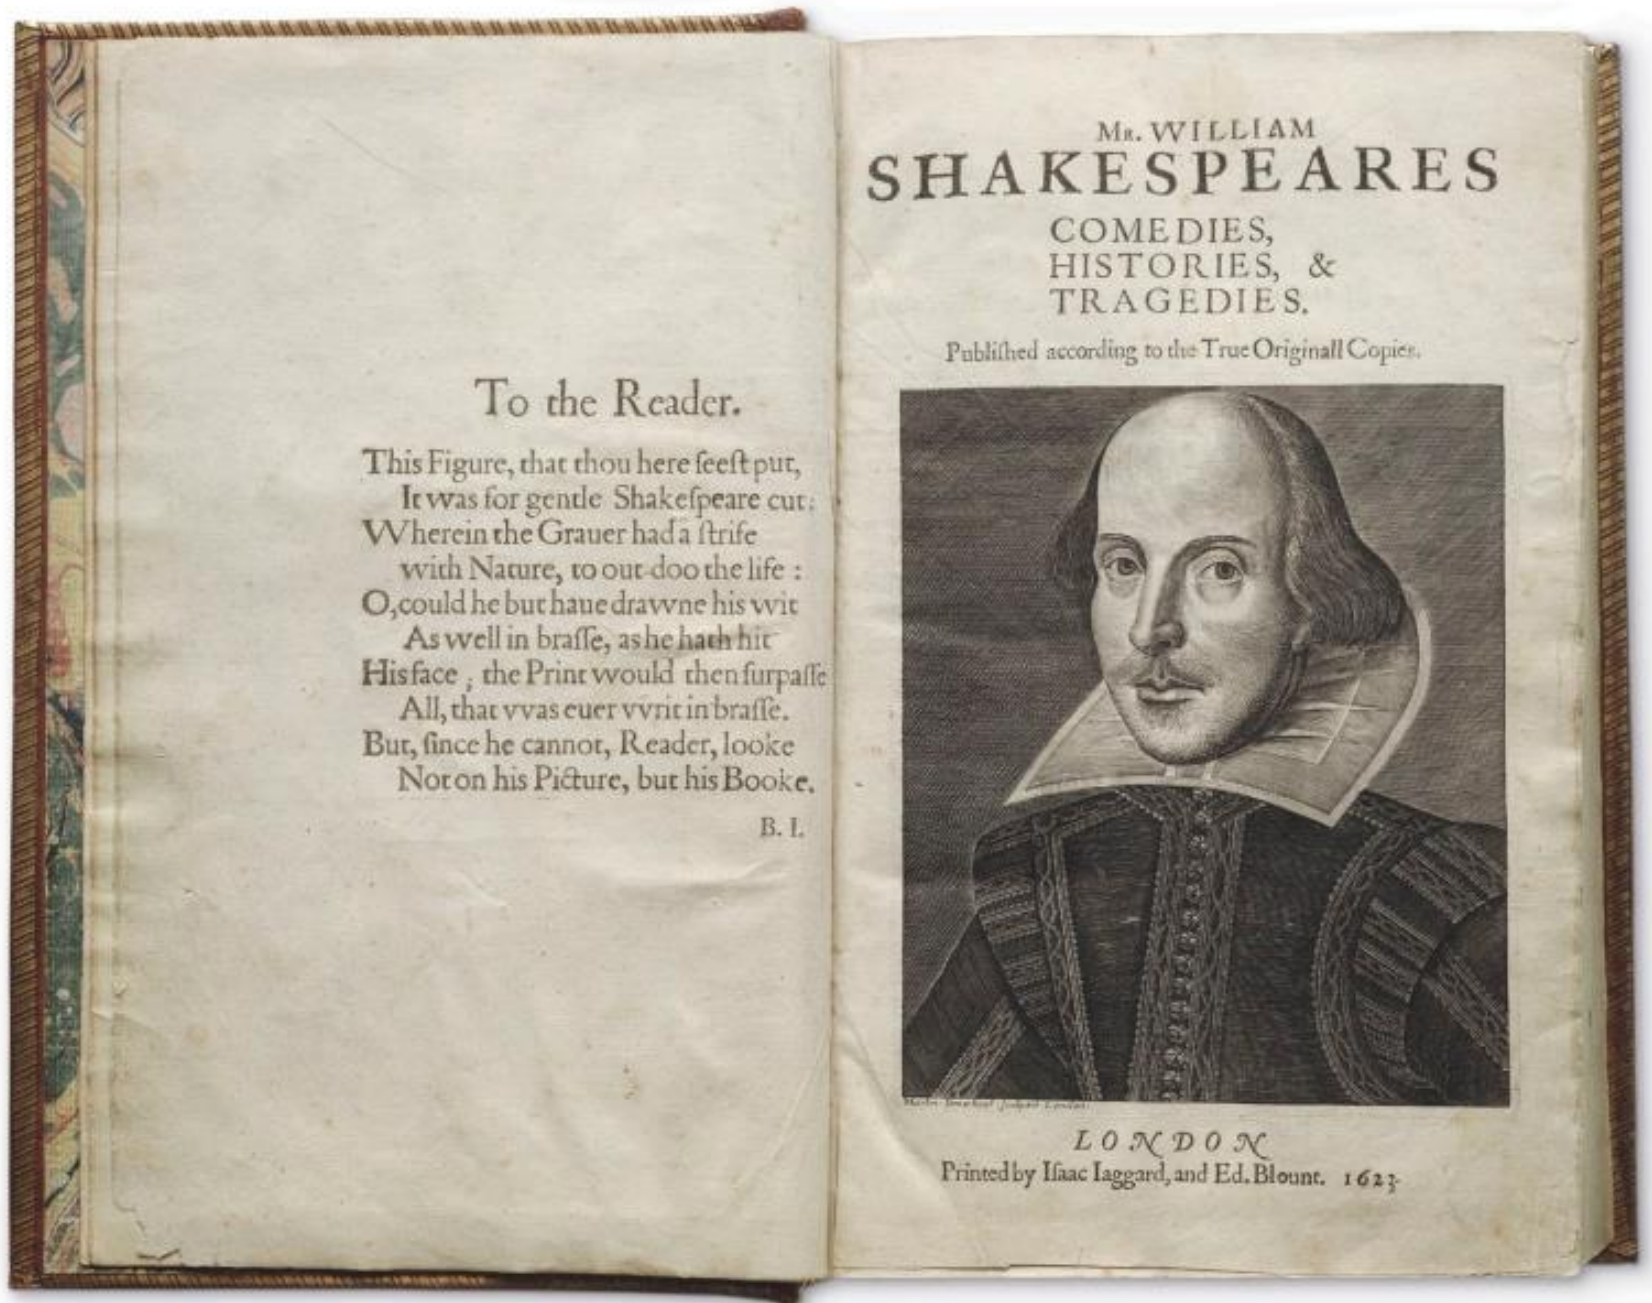 To the Reader.
This Figure, that thou here ſeeſt put,
It was for gentle Shakeſpeare cut:
Wherein the Grauer had a ſtrife
with Nature, to out-doo the life :
O, could he but haue drawne his wit
As well in braſſe, as he hath hit
His face ; the Print would then ſurpaſſe
All, that vvas euer vvrit in braſſe.
But, ſince he cannot, Reader, looke
Not on his Picture, but his Booke.
B. I.
Mr. WILLIAM
SHAKESPEARES
COMEDIES,
HISTORIES, &
TRAGEDIES.
Publiſhed according to the True Originall Copies.
Martin Droeshout ſculpsit London.
LONDON
Printed by Iſaac Iaggard, and Ed. Blount. 1623.